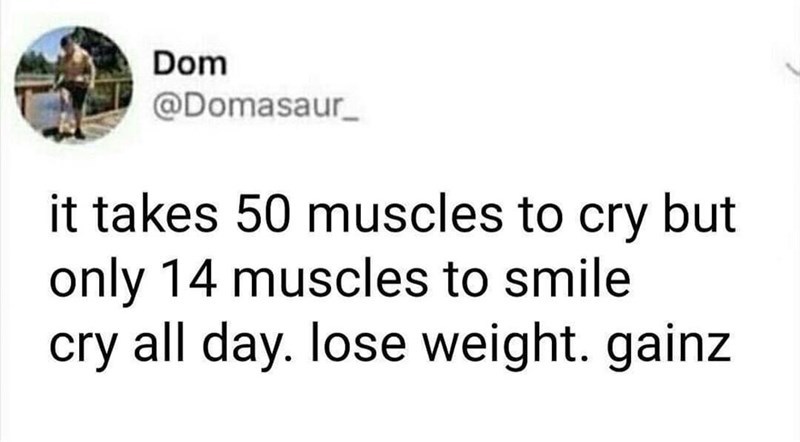 Dom
@Domasaur_
it takes 50 muscles to cry but
only 14 muscles to smile
cry all day. lose weight. gainz